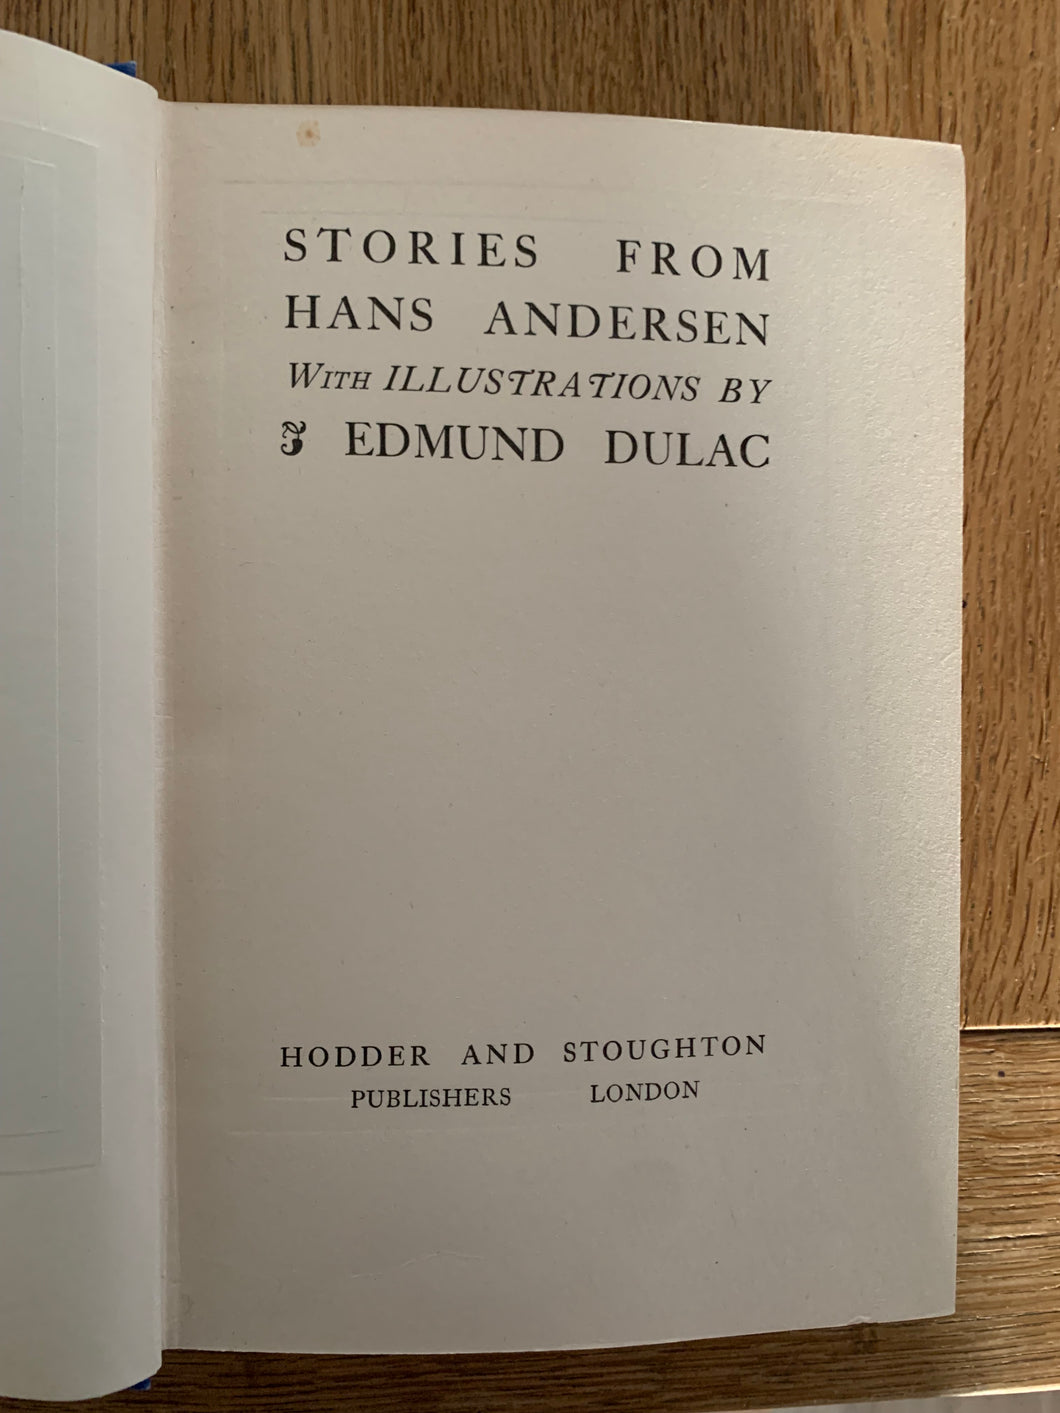 STORIES FROM
HANS ANDERSEN
WITH ILLUSTRATIONS BY
EDMUND DULAC
HODDER AND STOUGHTON
PUBLISHERS LONDON